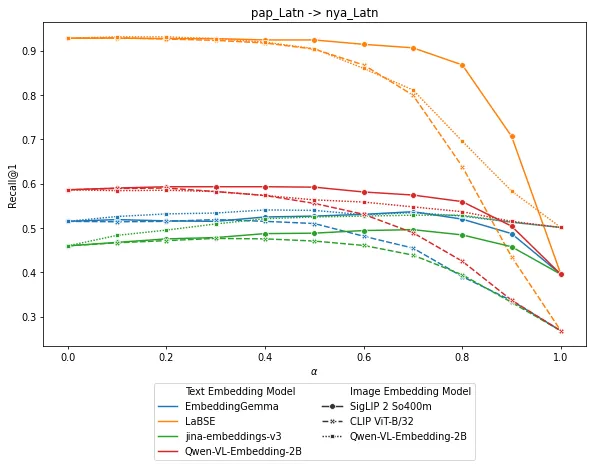 pap_Latn -> nya_Latn
Recall@1
0.9
0.8
0.7
0.6
0.5
0.4
0.3
0.0 0.2 0.4 0.6 0.8 1.0
α
Text Embedding Model
EmbeddingGemma
LaBSE
jina-embeddings-v3
Qwen-VL-Embedding-2B
Image Embedding Model
SigLIP 2 So400m
CLIP ViT-B/32
Qwen-VL-Embedding-2B